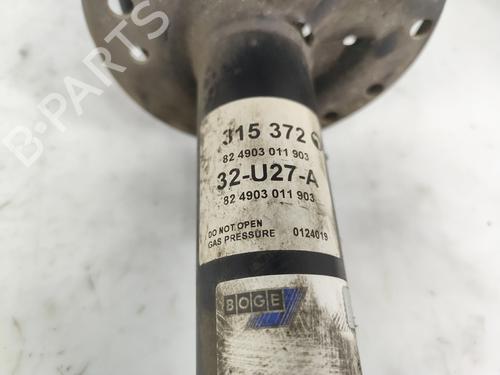 B-PARTS
315 372
82 4903 011 903
32-U27-A
82 4903 011 903
DO NOT OPEN
GAS PRESSURE 0124019
BOGE